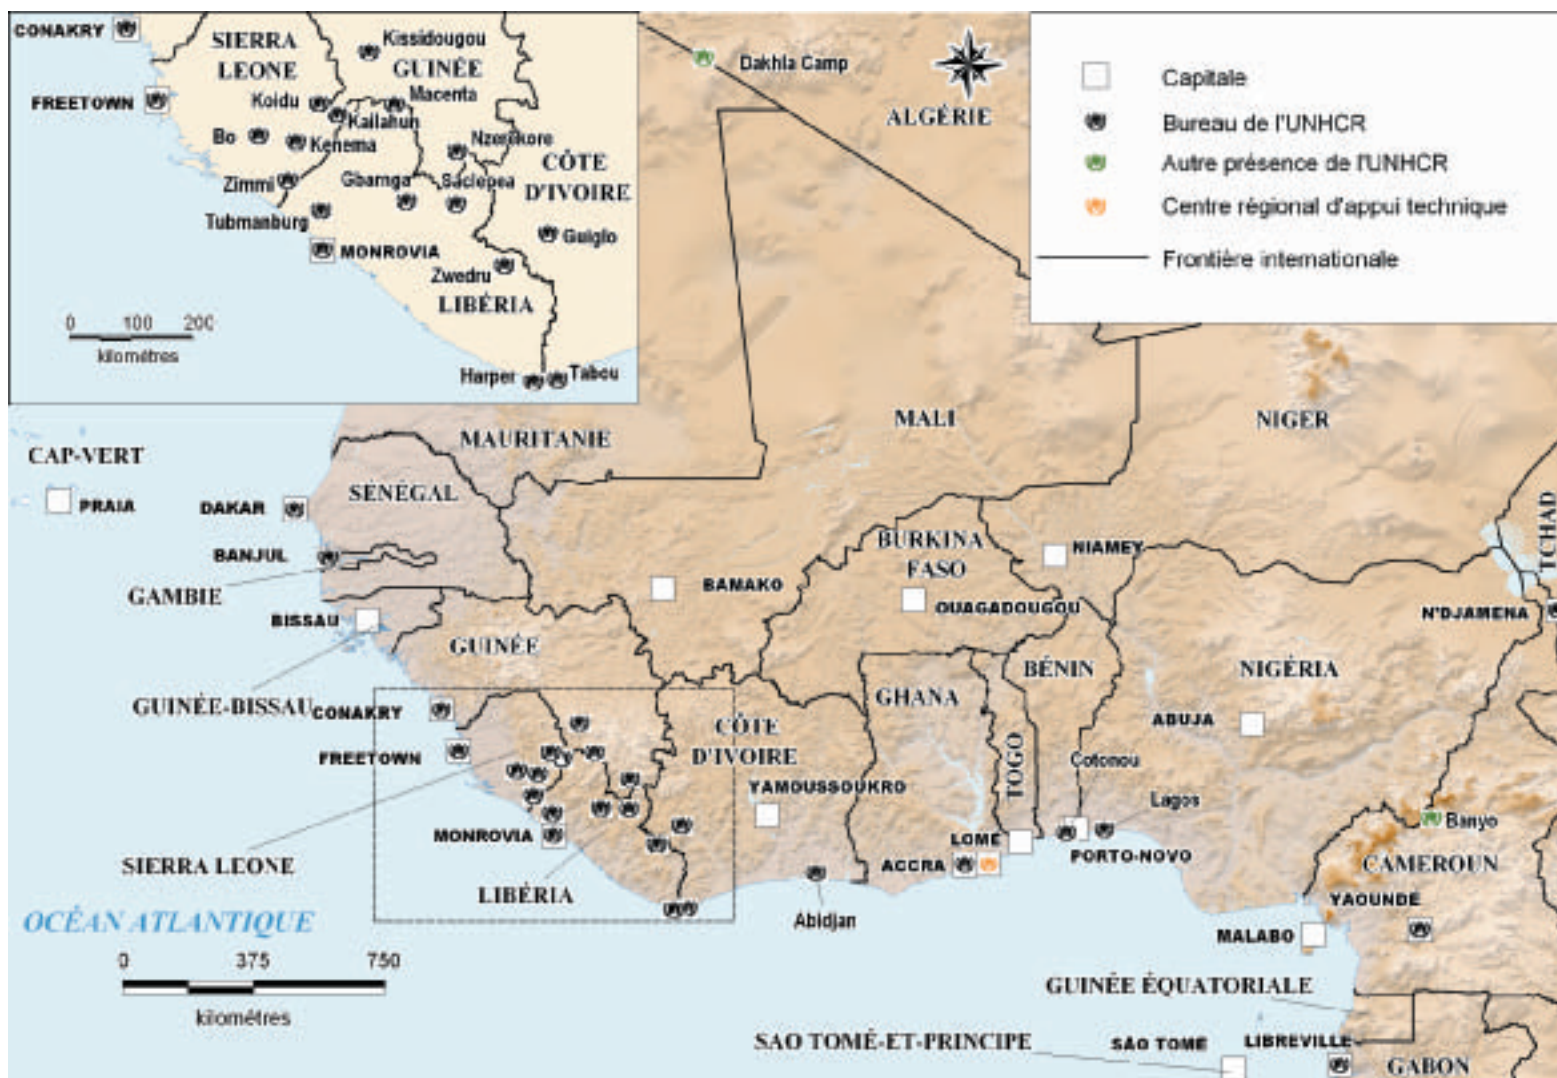 CONAKRY
SIERRA
LEONE
Kissidougou
GUINÉE
FREETOWN
Koidu
Macenta
Kailahun
Bo
Kenema
Nzerekore
CÔTE
D'IVOIRE
Zimmi
Gbarnga
Saclepea
Tubmanburg
MONROVIA
Guiglo
Zwedru
LIBÉRIA
0 100 200
kilométres
Harper
Tabou
Dakhla Camp
ALGÉRIE
Capitale
Bureau de l'UNHCR
Autre présence de l'UNHCR
Centre régional d'appui technique
Frontière internationale
MALI
NIGER
MAURITANIE
CAP-VERT
PRAIA
SÉNÉGAL
DAKAR
BANJUL
GAMBIE
BISSAU
GUINÉE-BISSAU
BAMAKO
BURKINA
FASO
OUAGADOUGOU
NIAMEY
TCHAD
N'DJAMENA
GUINÉE
CONAKRY
FREETOWN
MONROVIA
SIERRA LEONE
LIBÉRIA
CÔTE
D'IVOIRE
YAMOUSSOUKRO
Abidjan
GHANA
ACCRA
TOGO
LOME
BÉNIN
Cotonou
PORTO-NOVO
Lagos
NIGÉRIA
ABUJA
Banyo
CAMEROUN
YAOUNDÉ
MALABO
GUINÉE ÉQUATORIALE
SAO TOMÉ-ET-PRINCIPE
SAO TOMÉ
LIBREVILLE
GABON
OCÉAN ATLANTIQUE
0 375 750
kilométres